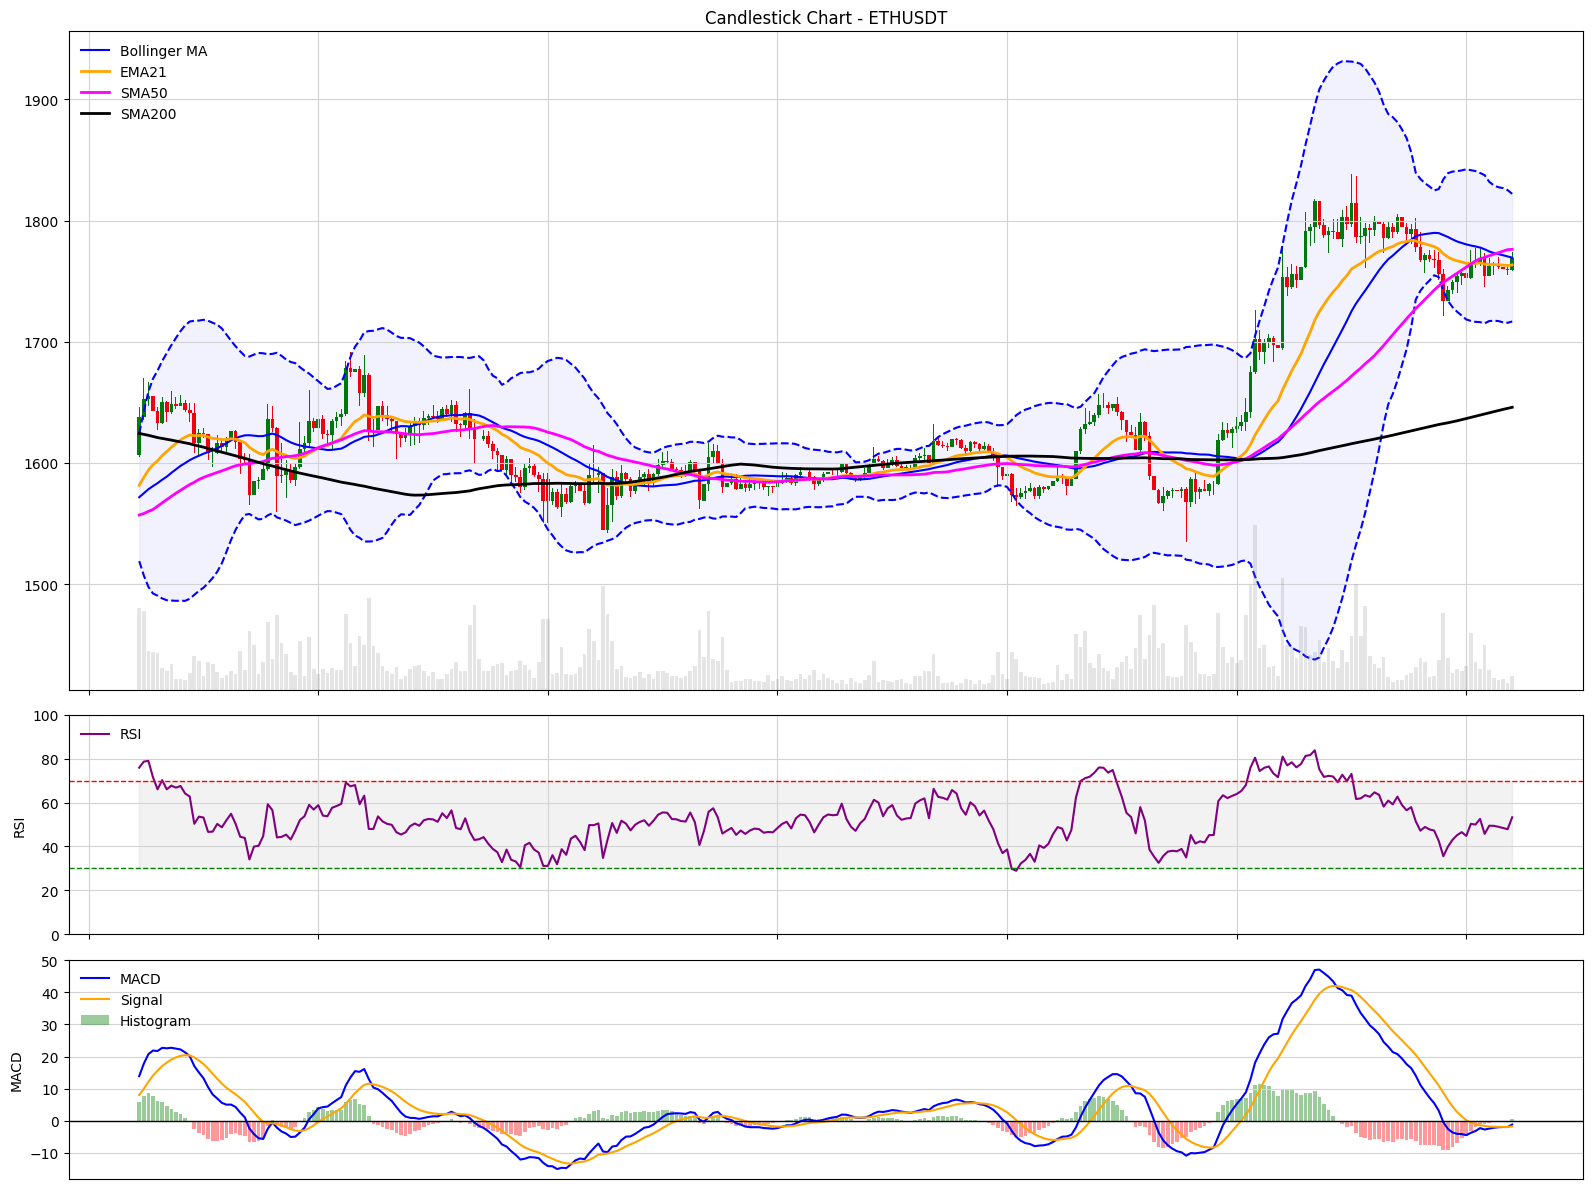 Candlestick Chart - ETHUSDT
Bollinger MA
EMA21
SMA50
SMA200
1900
1800
1700
1600
1500
RSI
100
80
60
40
20
0
RSI
MACD
Signal
Histogram
50
40
30
20
10
0
−10
MACD